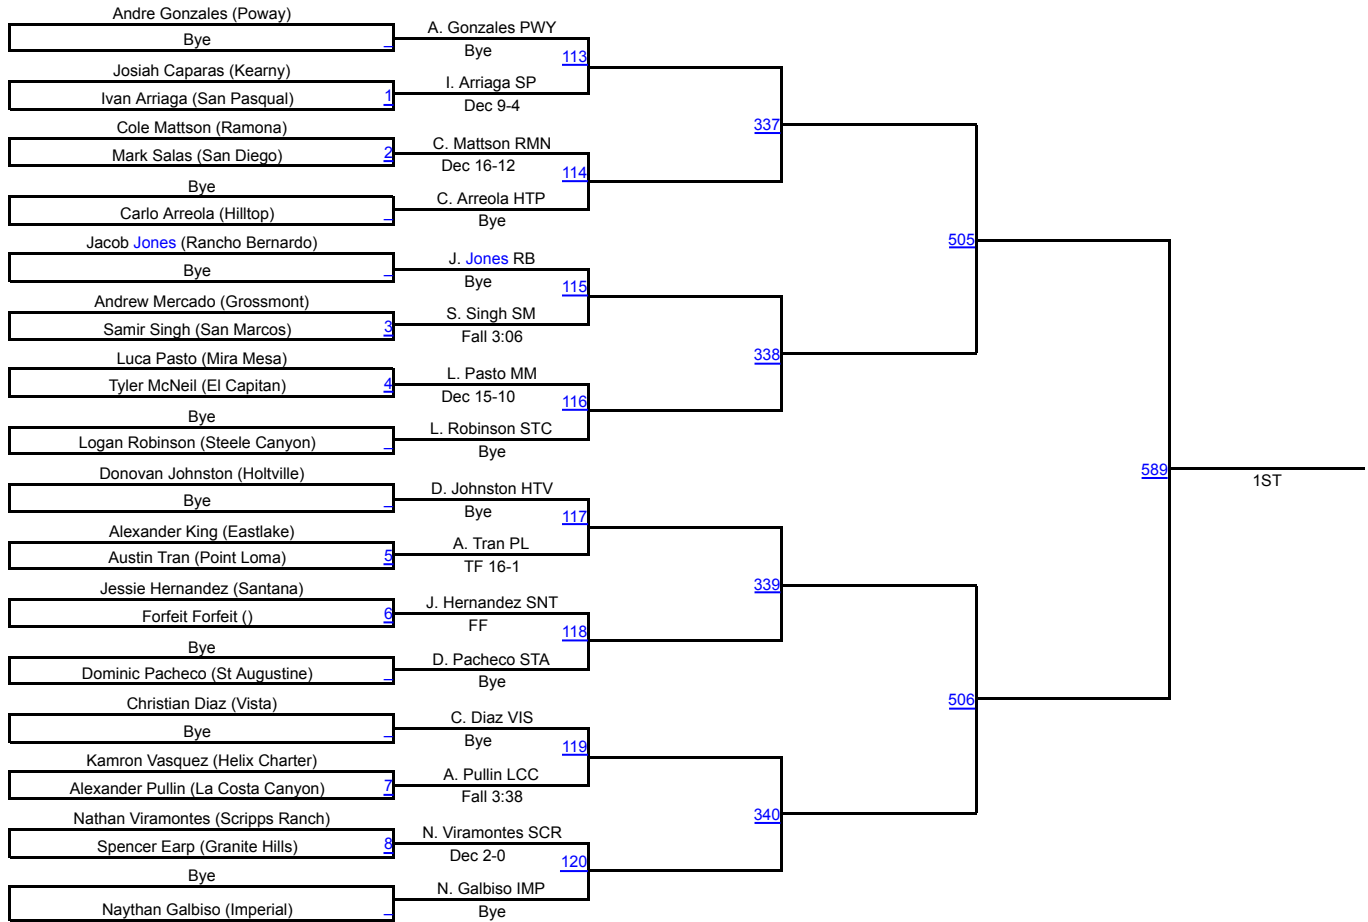 Andre Gonzales (Poway)
Bye
Josiah Caparas (Kearny)
Ivan Arriaga (San Pasqual) 1
Cole Mattson (Ramona)
Mark Salas (San Diego) 2
Bye
Carlo Arreola (Hilltop)
Jacob Jones (Rancho Bernardo)
Bye
Andrew Mercado (Grossmont)
Samir Singh (San Marcos) 3
Luca Pasto (Mira Mesa)
Tyler McNeil (El Capitan) 4
Bye
Logan Robinson (Steele Canyon)
Donovan Johnston (Holtville)
Bye
Alexander King (Eastlake)
Austin Tran (Point Loma) 5
Jessie Hernandez (Santana)
Forfeit Forfeit () 6
Bye
Dominic Pacheco (St Augustine)
Christian Diaz (Vista)
Bye
Kamron Vasquez (Helix Charter)
Alexander Pullin (La Costa Canyon) 7
Nathan Viramontes (Scripps Ranch)
Spencer Earp (Granite Hills) 8
Bye
Naythan Galbiso (Imperial)
A. Gonzales PWY
Bye
113
I. Arriaga SP
Dec 9-4
C. Mattson RMN
Dec 16-12
114
C. Arreola HTP
Bye
J. Jones RB
Bye
115
S. Singh SM
Fall 3:06
L. Pasto MM
Dec 15-10
116
L. Robinson STC
Bye
D. Johnston HTV
Bye
117
A. Tran PL
TF 16-1
J. Hernandez SNT
FF
118
D. Pacheco STA
Bye
C. Diaz VIS
Bye
119
A. Pullin LCC
Fall 3:38
N. Viramontes SCR
Dec 2-0
120
N. Galbiso IMP
Bye
337
338
339
340
505
506
589
1ST